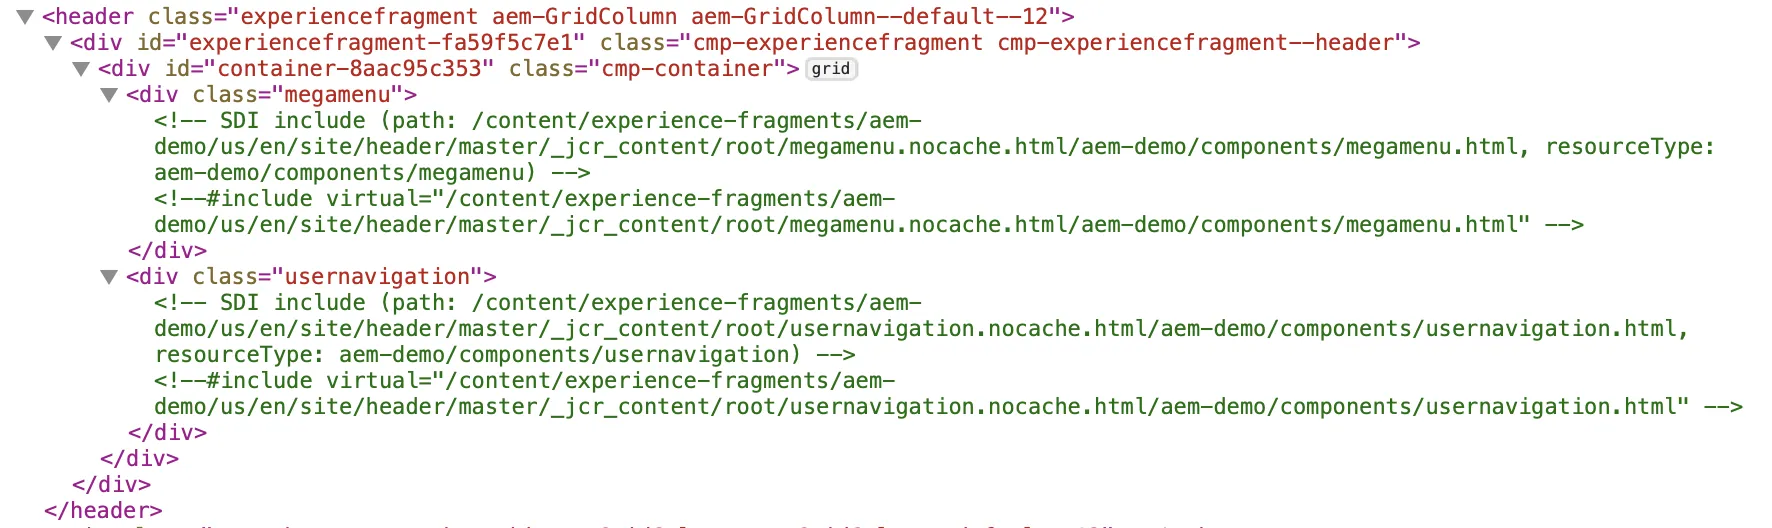 <header class="experiencefragment aem-GridColumn aem-GridColumn--default--12">
<div id="experiencefragment-fa59f5c7e1" class="cmp-experiencefragment cmp-experiencefragment--header">
<div id="container-8aac95c353" class="cmp-container"> grid
<div class="megamenu">
<!-- SDI include (path: /content/experience-fragments/aem-
demo/us/en/site/header/master/_jcr_content/root/megamenu.nocache.html/aem-demo/components/megamenu.html, resourceType:
aem-demo/components/megamenu) -->
<!--#include virtual="/content/experience-fragments/aem-
demo/us/en/site/header/master/_jcr_content/root/megamenu.nocache.html/aem-demo/components/megamenu.html" -->
</div>
<div class="usernavigation">
<!-- SDI include (path: /content/experience-fragments/aem-
demo/us/en/site/header/master/_jcr_content/root/usernavigation.nocache.html/aem-demo/components/usernavigation.html,
resourceType: aem-demo/components/usernavigation) -->
<!--#include virtual="/content/experience-fragments/aem-
demo/us/en/site/header/master/_jcr_content/root/usernavigation.nocache.html/aem-demo/components/usernavigation.html" -->
</div>
</div>
</div>
</header>